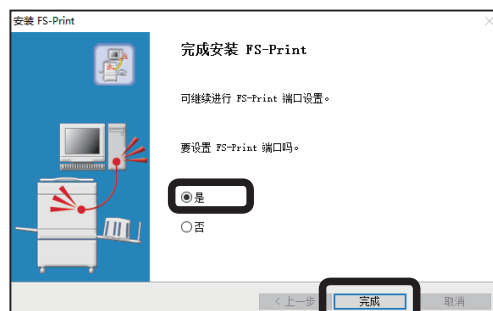 安装 FS-Print
完成安装 FS-Print
可继续进行 FS-Print 端口设置。
要设置 FS-Print 端口吗。
是
否
< 上一步
完成
取消